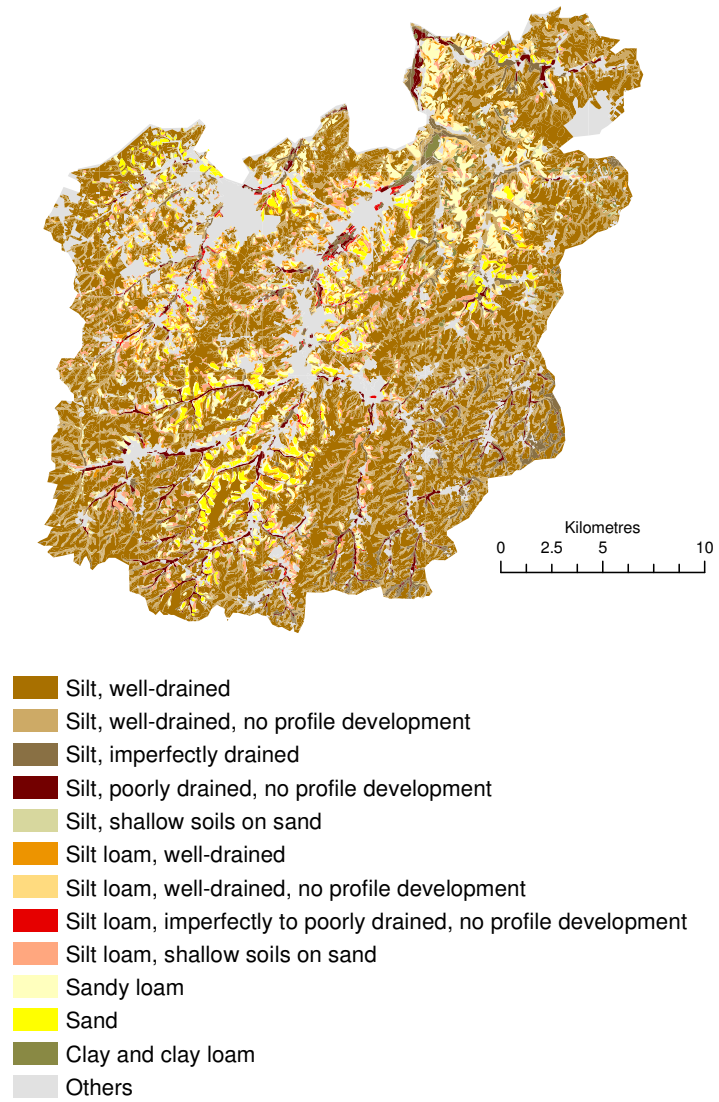 Kilometres
0 2.5 5 10
Silt, well-drained
Silt, well-drained, no profile development
Silt, imperfectly drained
Silt, poorly drained, no profile development
Silt, shallow soils on sand
Silt loam, well-drained
Silt loam, well-drained, no profile development
Silt loam, imperfectly to poorly drained, no profile development
Silt loam, shallow soils on sand
Sandy loam
Sand
Clay and clay loam
Others